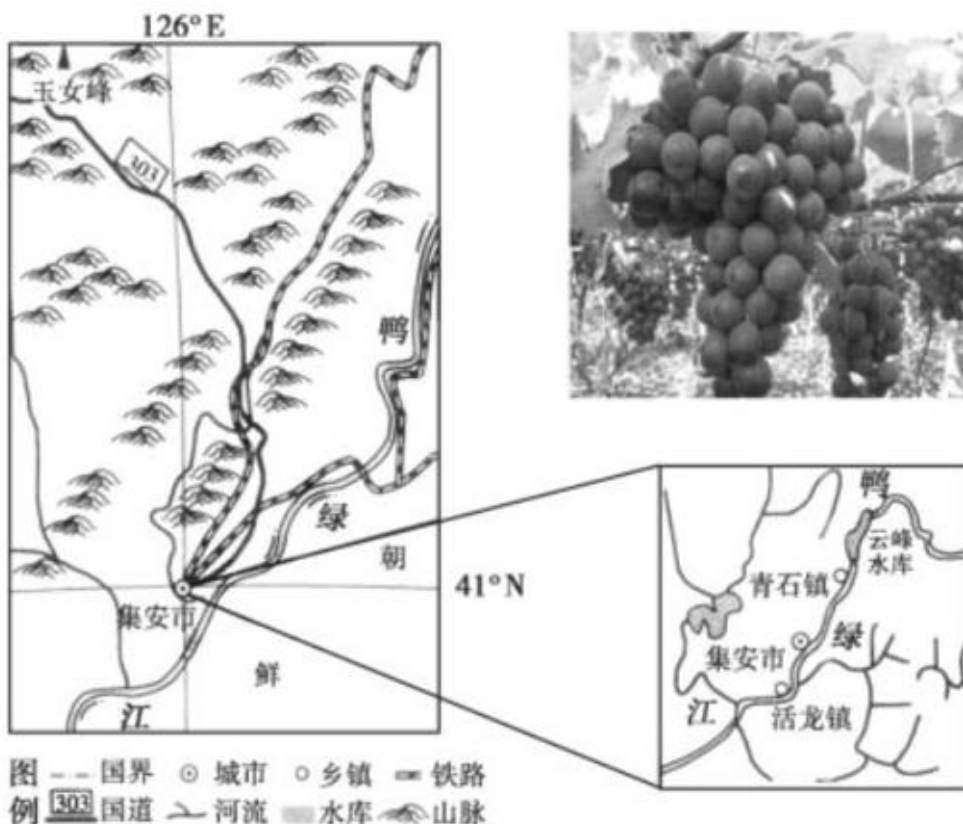 126°E
玉女峰
303
鸭
绿
朝
41°N
集安市
鲜
江
鸭
云峰
水库
青石镇
绿
集安市
江
活龙镇
图 国界 城市 乡镇 铁路
例 303 国道 河流 水库 山脉